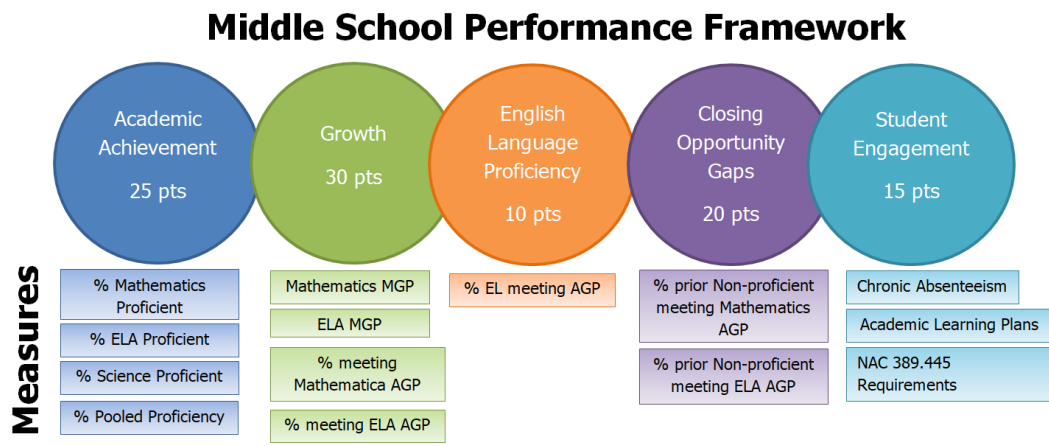 Middle School Performance Framework
Academic
Achievement
25 pts
Growth
30 pts
English
Language
Proficiency
10 pts
Closing
Opportunity
Gaps
20 pts
Student
Engagement
15 pts
Measures
% Mathematics
Proficient
% ELA Proficient
% Science Proficient
% Pooled Proficiency
Mathematics MGP
ELA MGP
% meeting
Mathematica AGP
% meeting ELA AGP
% EL meeting AGP
% prior Non-proficient
meeting Mathematics
AGP
% prior Non-proficient
meeting ELA AGP
Chronic Absenteeism
Academic Learning Plans
NAC 389.445
Requirements